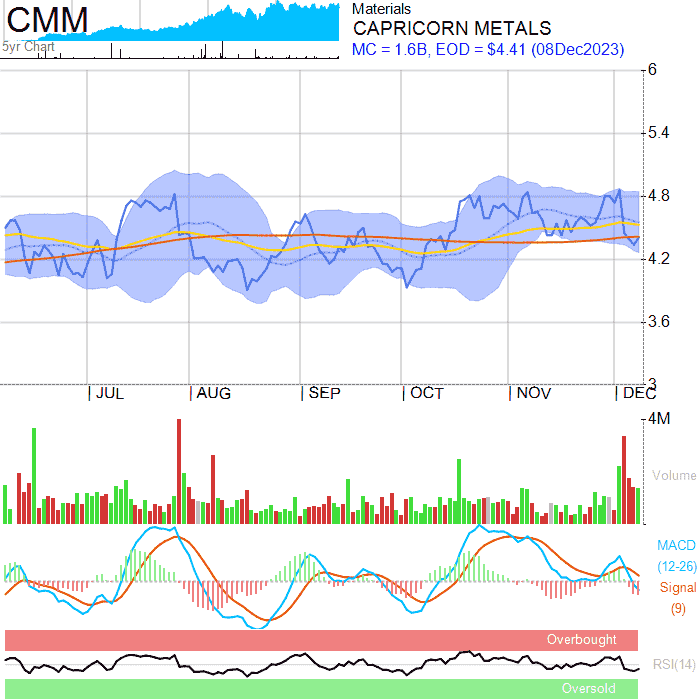 CMM
5yr Chart
Materials
CAPRICORN METALS
MC = 1.6B, EOD = $4.41 (08Dec2023)
6
5.4
4.8
4.2
3.6
3
JUL AUG SEP OCT NOV DEC
4M
Volume
MACD
(12-26)
Signal
(9)
Overbought
RSI(14)
Oversold